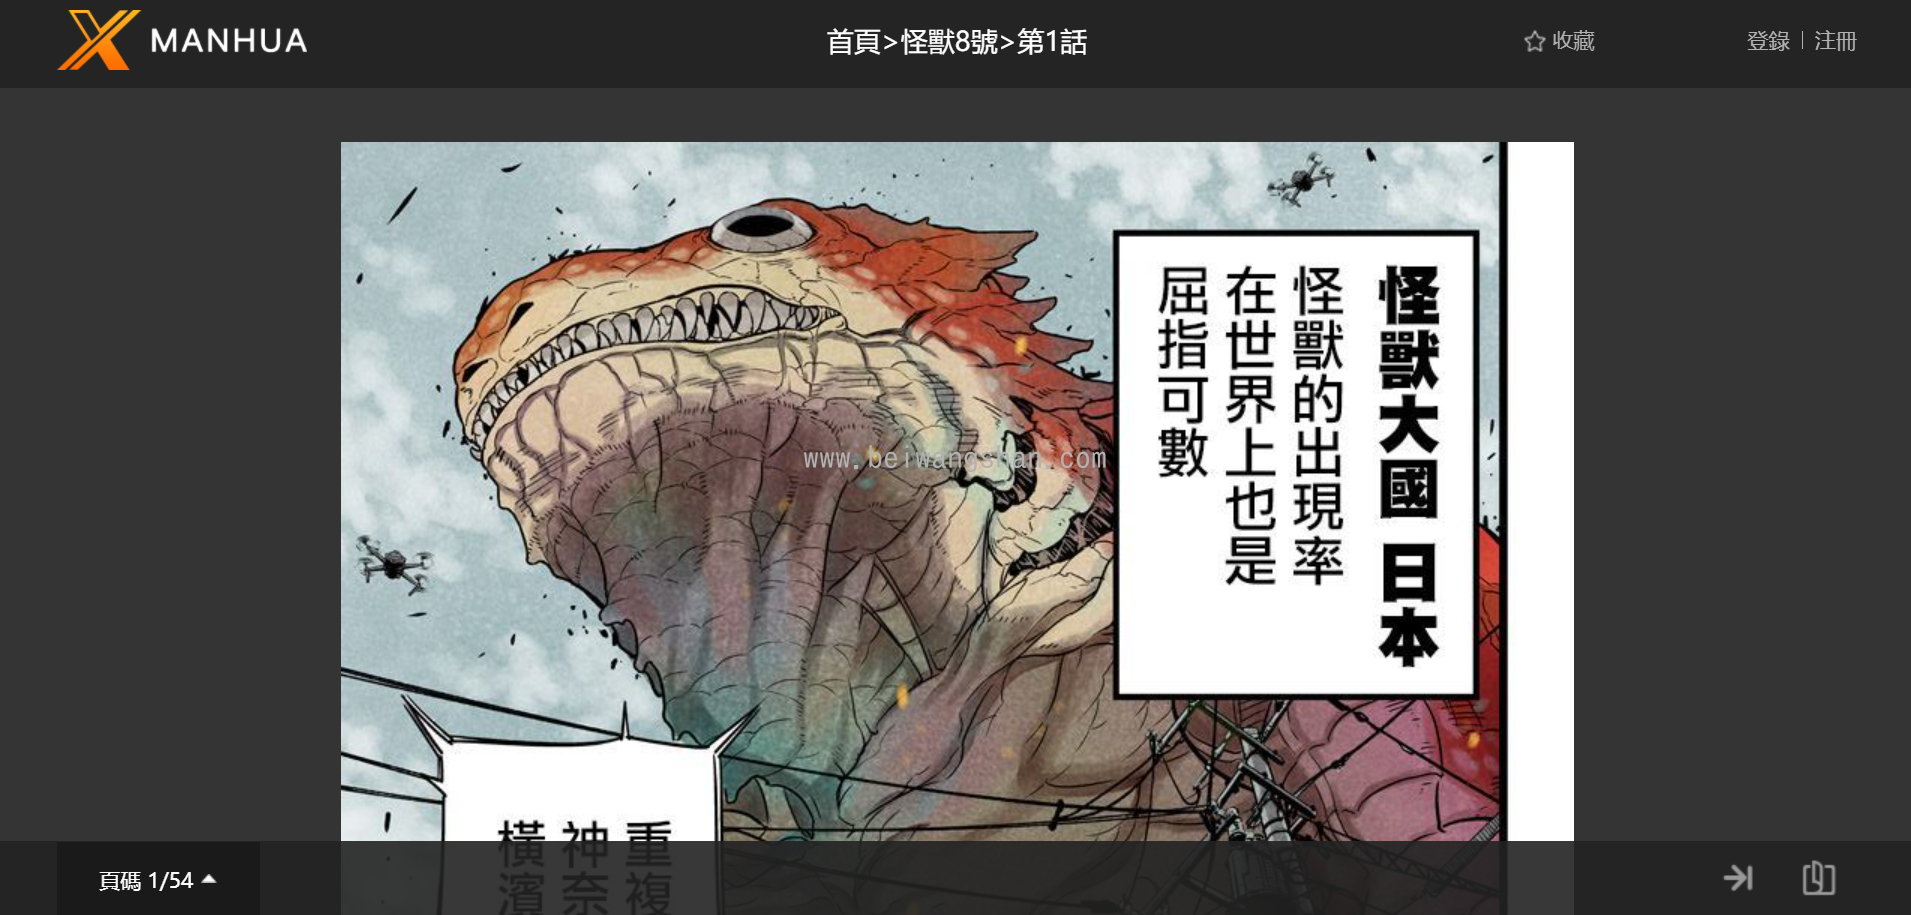 X MANHUA
首頁>怪獸8號>第1話
收藏
登錄 | 注冊
怪獸大國 日本
怪獸的出現率
在世界上也是
屈指可數
www.beiwangshan.com
重複
神奈
橫濱
頁碼 1/54